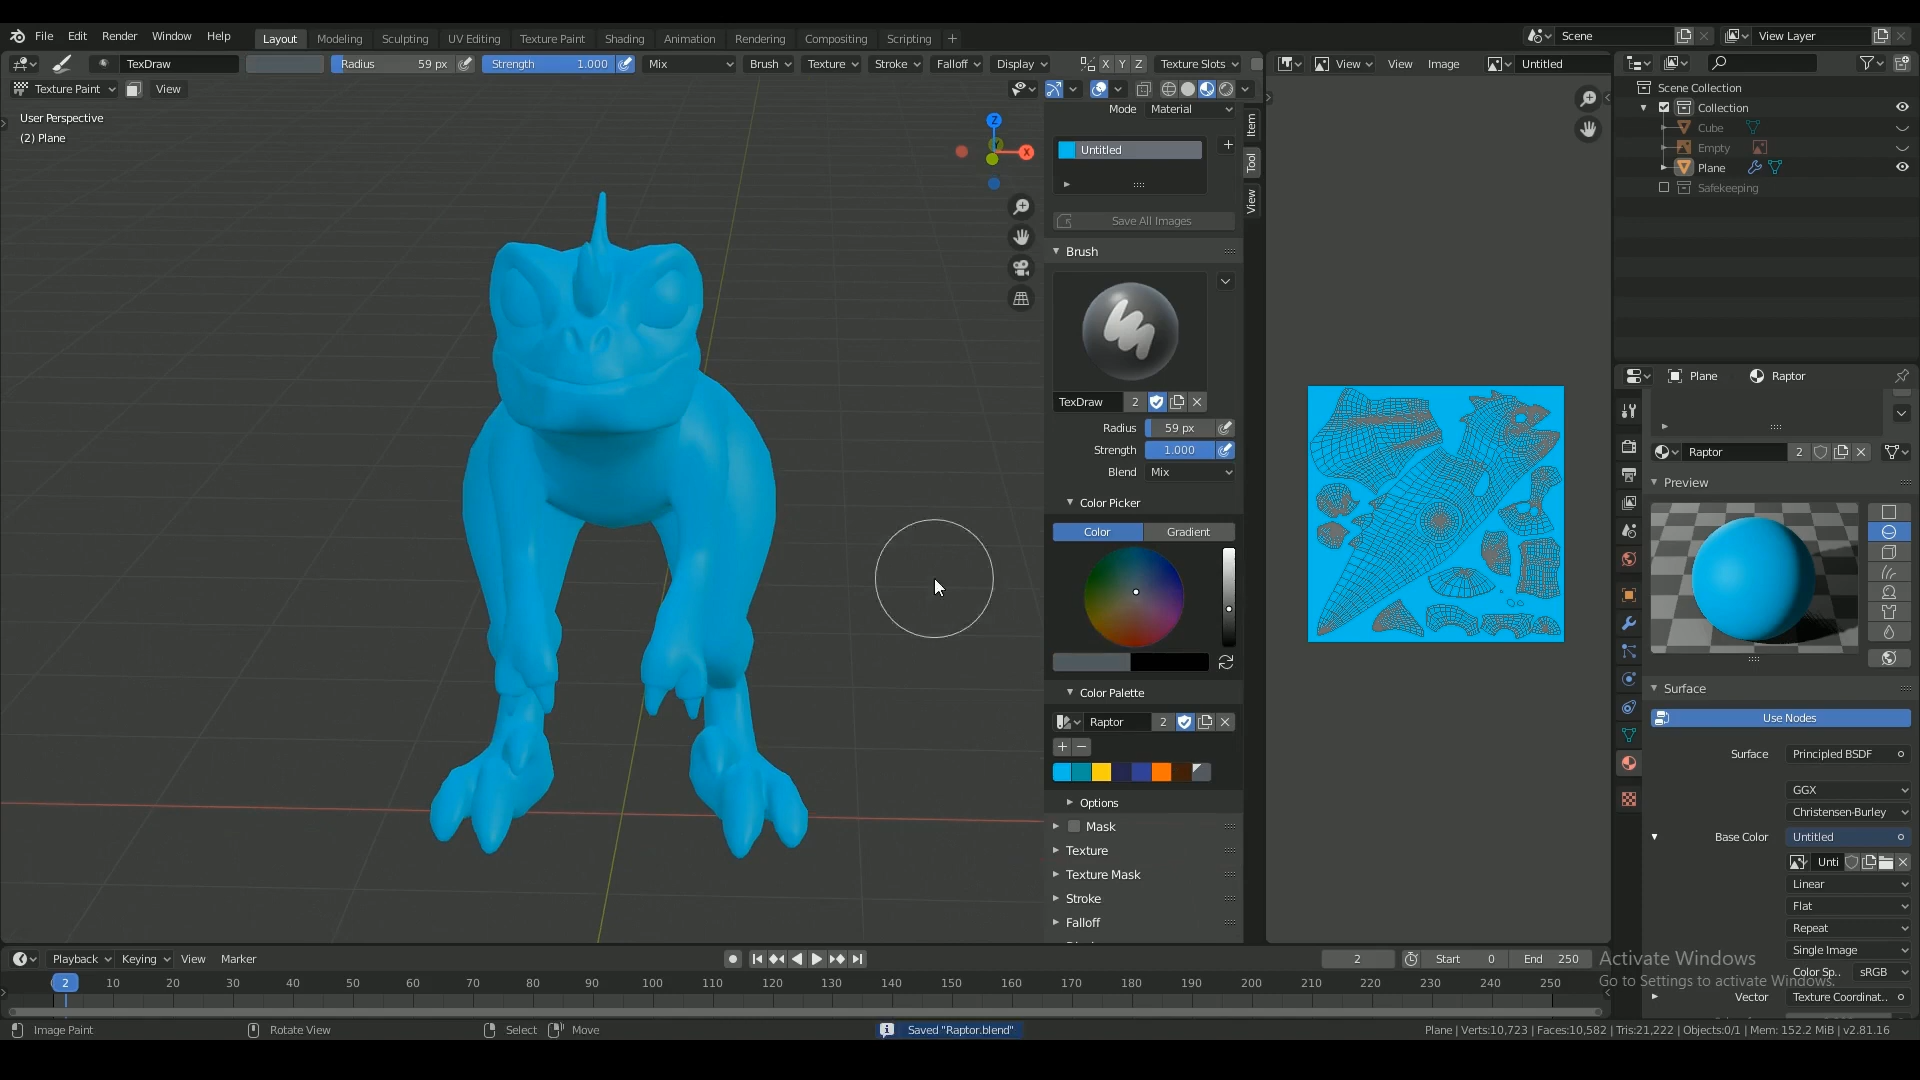 File Edit Render Window Help
Layout Modeling Sculpting UV Editing Texture Paint Shading Animation Rendering Compositing Scripting +
Scene
View Layer
TexDraw
Radius 59 px
Strength 1.000
Mix
Brush Texture Stroke Falloff Display
X Y Z
Texture Slots
View View Image
Untitled
Texture Paint View
User Perspective
(2) Plane
Z
Y
X
Mode Material
Untitled
Save All Images
Item
Tool
View
Brush
TexDraw 2
Radius 59 px
Strength 1.000
Blend Mix
Color Picker
Color Gradient
Color Palette
Raptor 2
Options
Mask
Texture
Texture Mask
Stroke
Falloff
Scene Collection
Collection
Cube
Empty
Plane
Safekeeping
Plane Raptor
Raptor 2
Preview
Surface
Use Nodes
Surface Principled BSDF
GGX
Christensen-Burley
Base Color Untitled
Unti
Linear
Flat
Repeat
Single Image
Color Sp.. sRGB
Vector Texture Coordinat..
Activate Windows
Go to Settings to activate Windows.
Playback Keying View Marker
2
Start 0
End 250
2 10 20 30 40 50 60 70 80 90 100 110 120 130 140 150 160 170 180 190 200 210 220 230 240 250
Image Paint
Rotate View
Select
Move
Saved "Raptor.blend"
Plane | Verts:10,723 | Faces:10,582 | Tris:21,222 | Objects:0/1 | Mem: 152.2 MiB | v2.81.16